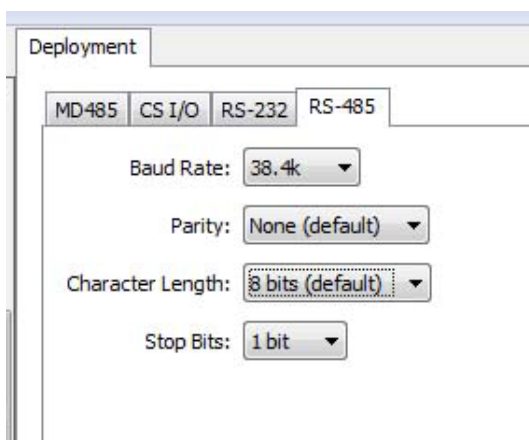 Deployment
MD485 CS I/O RS-232 RS-485
Baud Rate: 38.4k
Parity: None (default)
Character Length: 8 bits (default)
Stop Bits: 1 bit